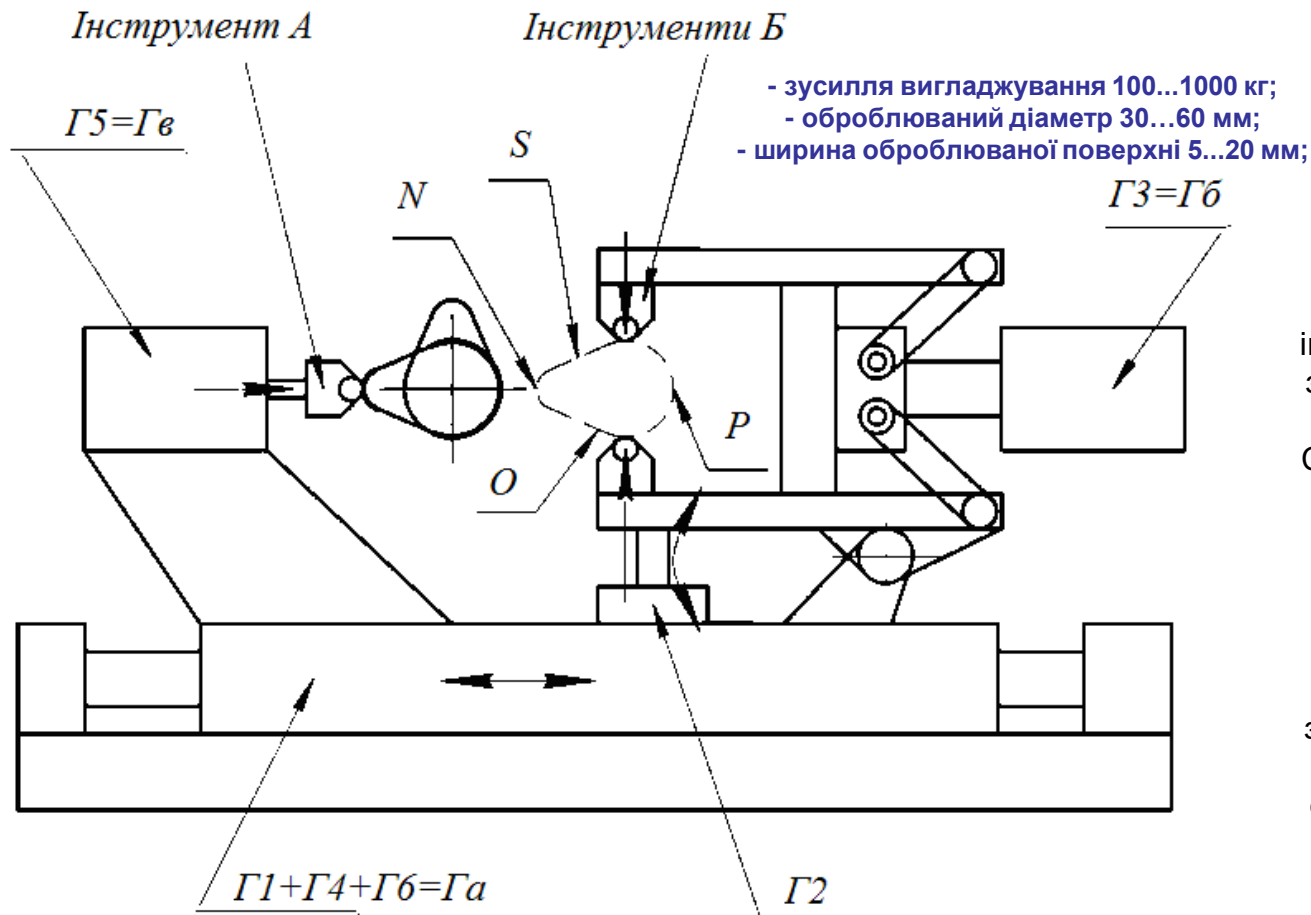 Інструмент А
Інструменти Б
- зусилля вигладжування 100...1000 кг;
- оброблюваний діаметр 30…60 мм;
- ширина оброблюваної поверхні 5...20 мм;
Г5=Гв
S
N
Г3=Гб
P
O
Г1+Г4+Г6=Га
Г2